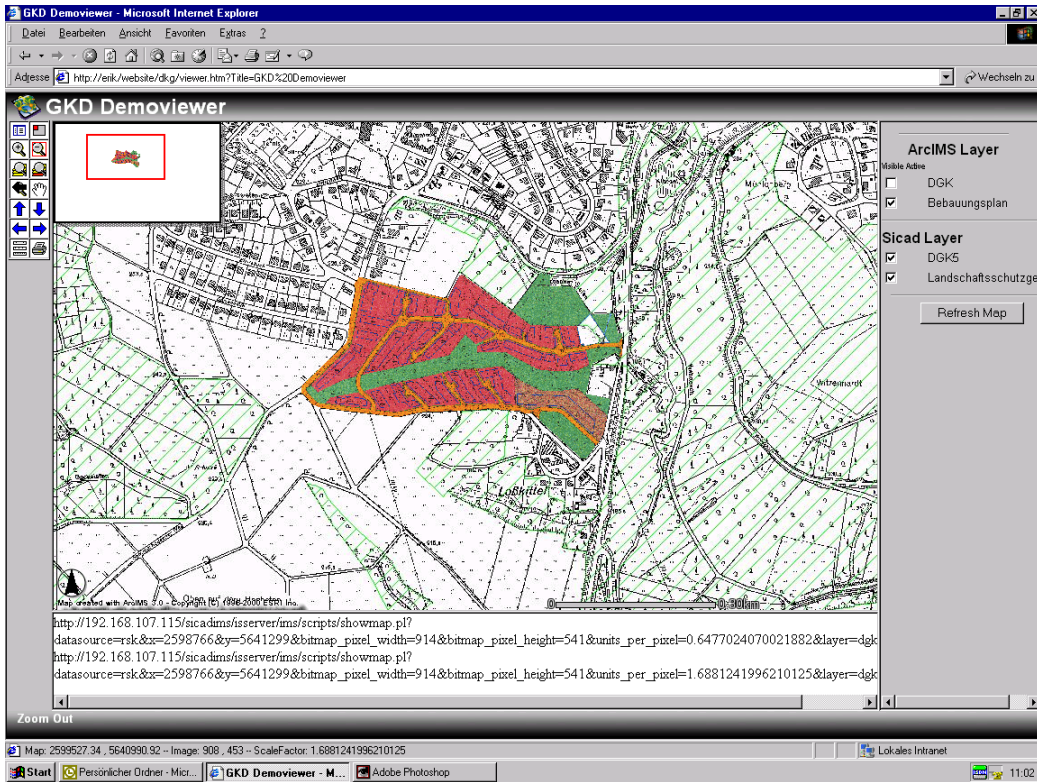 GKD Demoviewer - Microsoft Internet Explorer
Datei Bearbeiten Ansicht Favoriten Extras ?
Adresse http://erik/website/dkg/viewer.htm?Title=GKD%20Demoviewer Wechseln zu
GKD Demoviewer
ArcIMS Layer
Visible Active
DGK
Bebauungsplan
Sicad Layer
DGK5
Landschaftsschutzge
Refresh Map
Witzenhardt
Loßkittel
Map created with ArcIMS 3.0 - Copyright (C) 1996-2000 ESRI Inc.
0 0.30km
http://192.168.107.115/sicadims/isserver/ims/scripts/showmap.pl?
datasource=rsk&x=2598766&y=5641299&bitmap_pixel_width=914&bitmap_pixel_height=541&units_per_pixel=0.6477024070021882&layer=dgk
http://192.168.107.115/sicadims/isserver/ims/scripts/showmap.pl?
datasource=rsk&x=2598766&y=5641299&bitmap_pixel_width=914&bitmap_pixel_height=541&units_per_pixel=1.6881241996210125&layer=dgk
Zoom Out
Map: 2599527.34 , 5640990.92 -- Image: 908 , 453 -- ScaleFactor: 1.6881241996210125
Lokales Intranet
Start Persönlicher Ordner - Micr... GKD Demoviewer - M... Adobe Photoshop 11:02